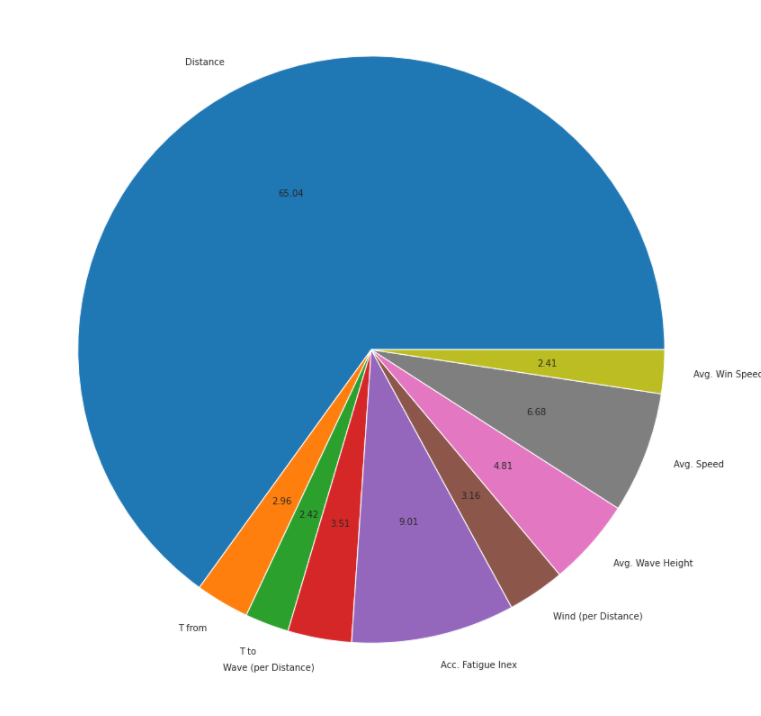 Distance
65.04
2.41
Avg. Win Speed
6.68
Avg. Speed
4.81
3.16
2.96
2.42
3.51
9.01
Avg. Wave Height
Wind (per Distance)
T from
T to
Wave (per Distance)
Acc. Fatigue Inex